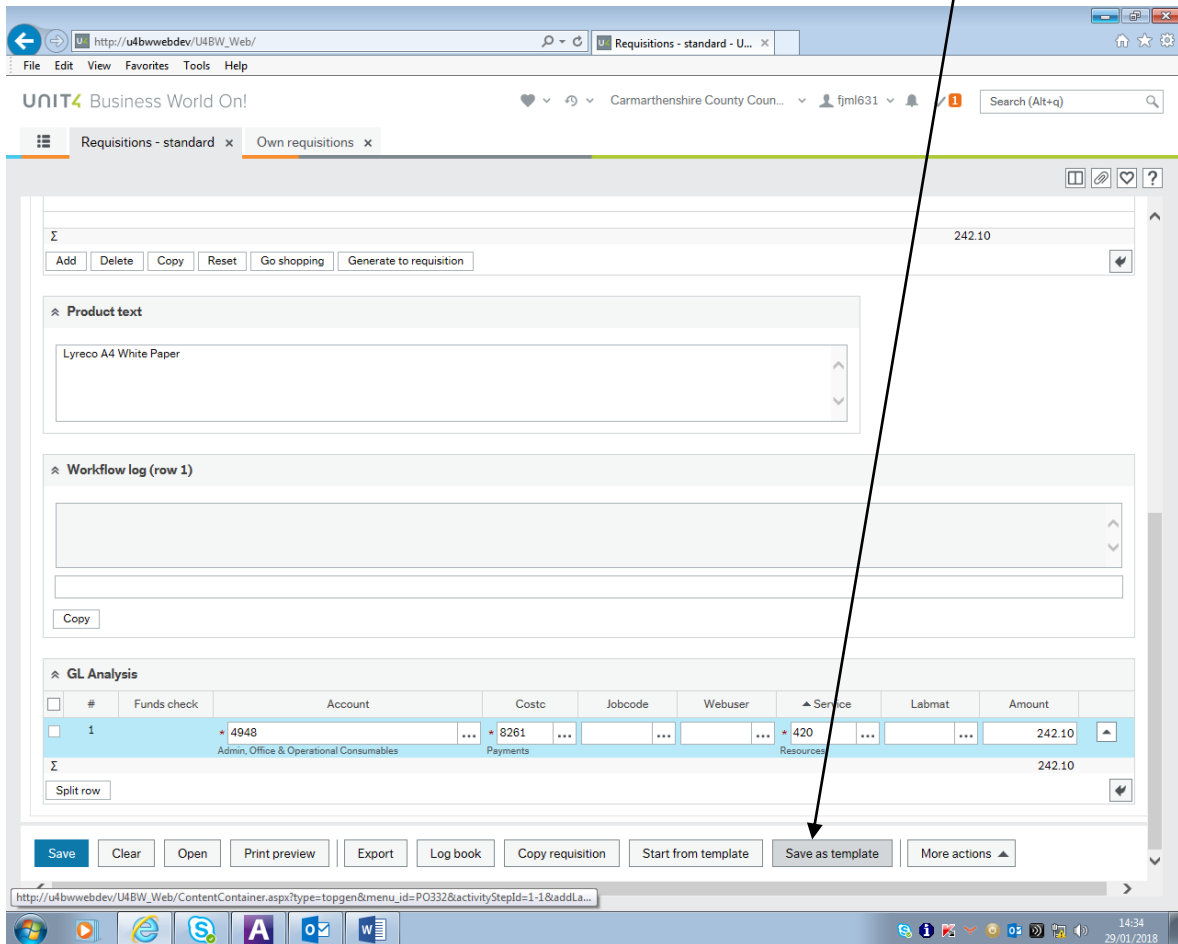 http://u4bwwebdev/U4BW_Web/
Requisitions - standard - U...
File Edit View Favorites Tools Help
UNIT4 Business World On!
Carmarthenshire County Coun...
fjml631
1
Search (Alt+q)
Requisitions - standard x
Own requisitions x
Σ 242.10
Add Delete Copy Reset Go shopping Generate to requisition
Product text
Lyreco A4 White Paper
Workflow log (row 1)
Copy
GL Analysis
# Funds check Account Costc Jobcode Webuser Service Labmat Amount
1 * 4948 ... * 8261 ... ... ... * 420 ... ... 242.10
Admin, Office & Operational Consumables Payments Resources
Σ 242.10
Split row
Save Clear Open Print preview Export Log book Copy requisition Start from template Save as template More actions
http://u4bwwebdev/U4BW_Web/ContentContainer.aspx?type=topgen&menu_id=PO332&activityStepId=1-1&addLa...
14:34
29/01/2018